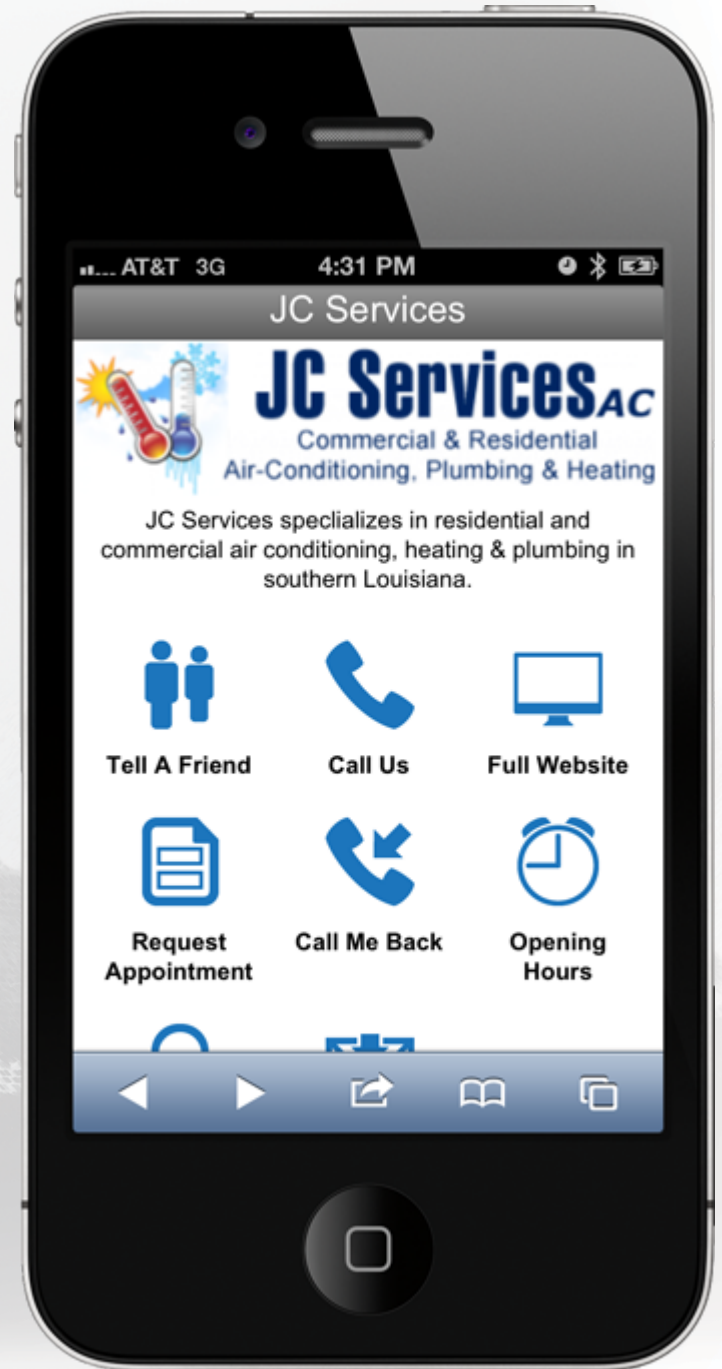 AT&T 3G 4:31 PM
JC Services
JC Services AC
Commercial & Residential
Air-Conditioning, Plumbing & Heating
JC Services speclializes in residential and
commercial air conditioning, heating & plumbing in
southern Louisiana.
Tell A Friend Call Us Full Website
Request Call Me Back Opening
Appointment Hours